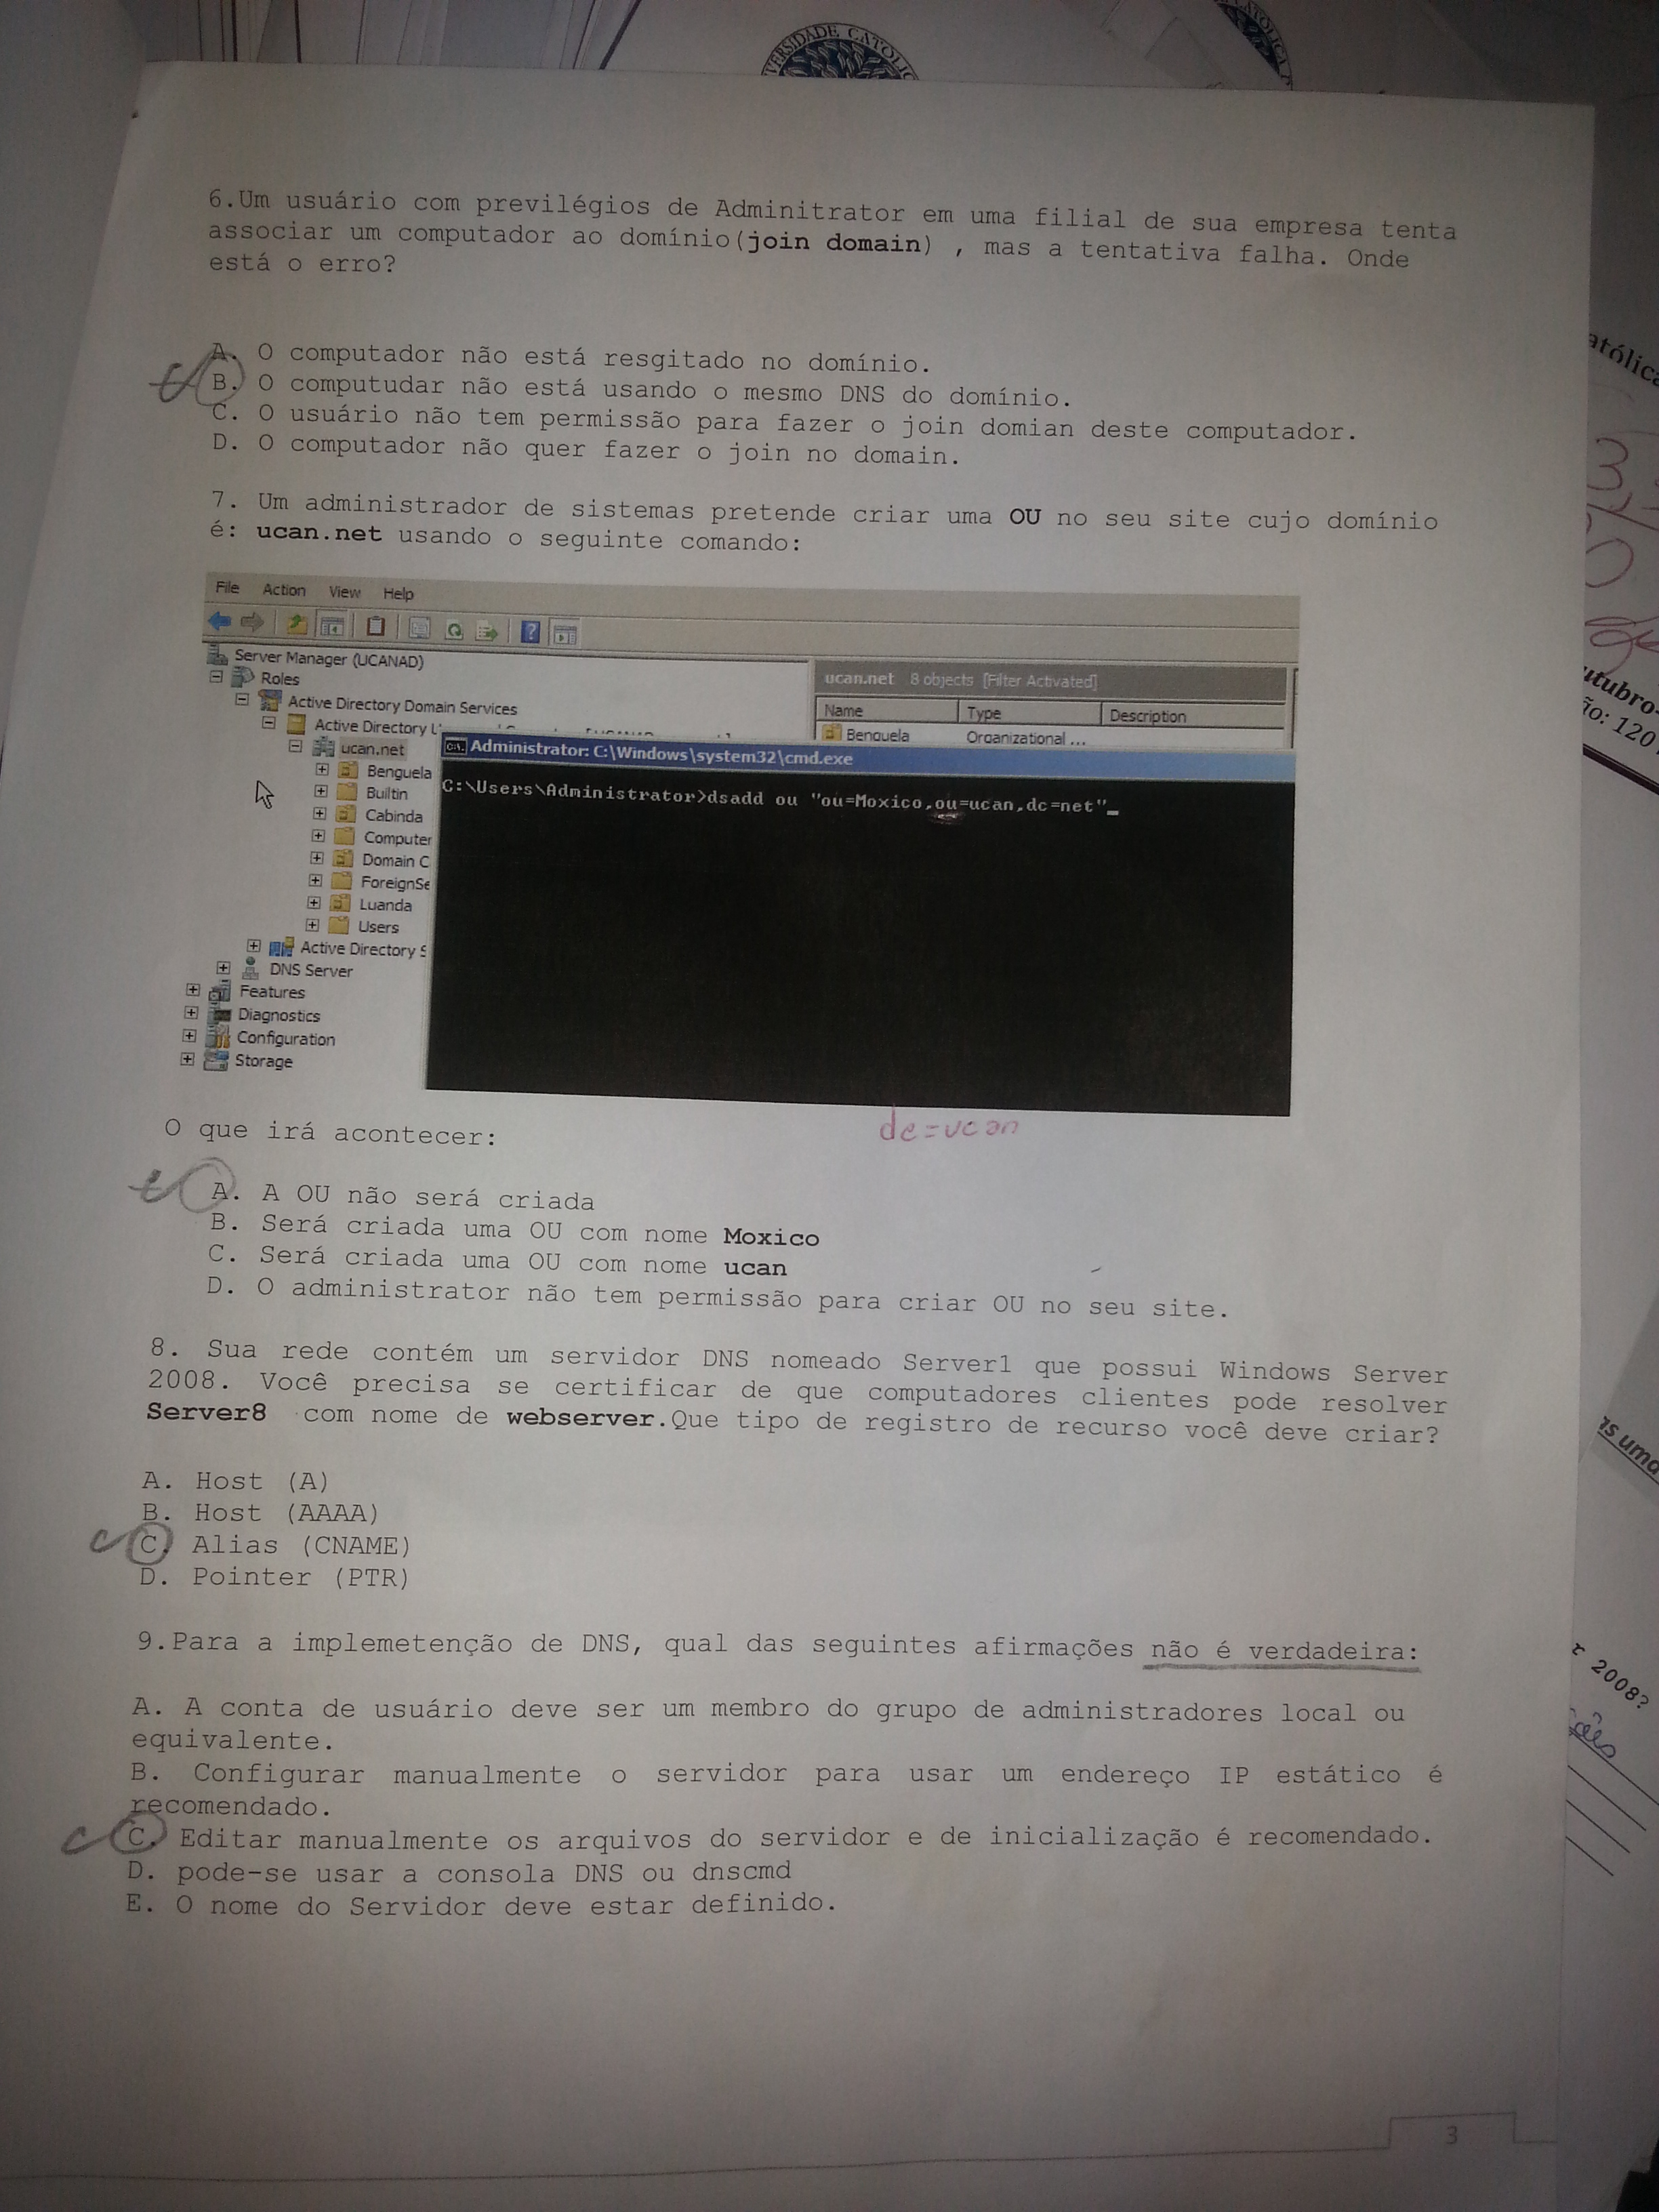 VERSIDADE CATÓLIC
6.Um usuário com previlégios de Adminitrator em uma filial de sua empresa tenta
associar um computador ao domínio(join domain) , mas a tentativa falha. Onde
está o erro?
A. O computador não está resgitado no domínio.
B. O computudar não está usando o mesmo DNS do domínio.
C. O usuário não tem permissão para fazer o join domian deste computador.
D. O computador não quer fazer o join no domain.
7. Um administrador de sistemas pretende criar uma OU no seu site cujo domínio
é: ucan.net usando o seguinte comando:
File Action View Help
Server Manager (UCANAD)
Roles
Active Directory Domain Services
Active Directory
ucan.net
Benguela
Builtin
Cabinda
Computer
Domain C
ForeignSe
Luanda
Users
Active Directory S
DNS Server
Features
Diagnostics
Configuration
Storage
ucan.net 8 objects [Filter Activated]
Name Type Description
Benguela Organizational ...
Administrator: C:\Windows\system32\cmd.exe
C:\Users\Administrator>dsadd ou "ou=Moxico,ou=ucan,dc=net"_
dc=ucan
O que irá acontecer:
A. A OU não será criada
B. Será criada uma OU com nome Moxico
C. Será criada uma OU com nome ucan
D. O administrator não tem permissão para criar OU no seu site.
8. Sua rede contém um servidor DNS nomeado Server1 que possui Windows Server
2008. Você precisa se certificar de que computadores clientes pode resolver
Server8 com nome de webserver.Que tipo de registro de recurso você deve criar?
A. Host (A)
B. Host (AAAA)
C. Alias (CNAME)
D. Pointer (PTR)
9.Para a implemetenção de DNS, qual das seguintes afirmações não é verdadeira:
A. A conta de usuário deve ser um membro do grupo de administradores local ou
equivalente.
B. Configurar manualmente o servidor para usar um endereço IP estático é
recomendado.
C. Editar manualmente os arquivos do servidor e de inicialização é recomendado.
D. pode-se usar a consola DNS ou dnscmd
E. O nome do Servidor deve estar definido.
3
atólica
utubro-
ão: 120
as uma
2008?